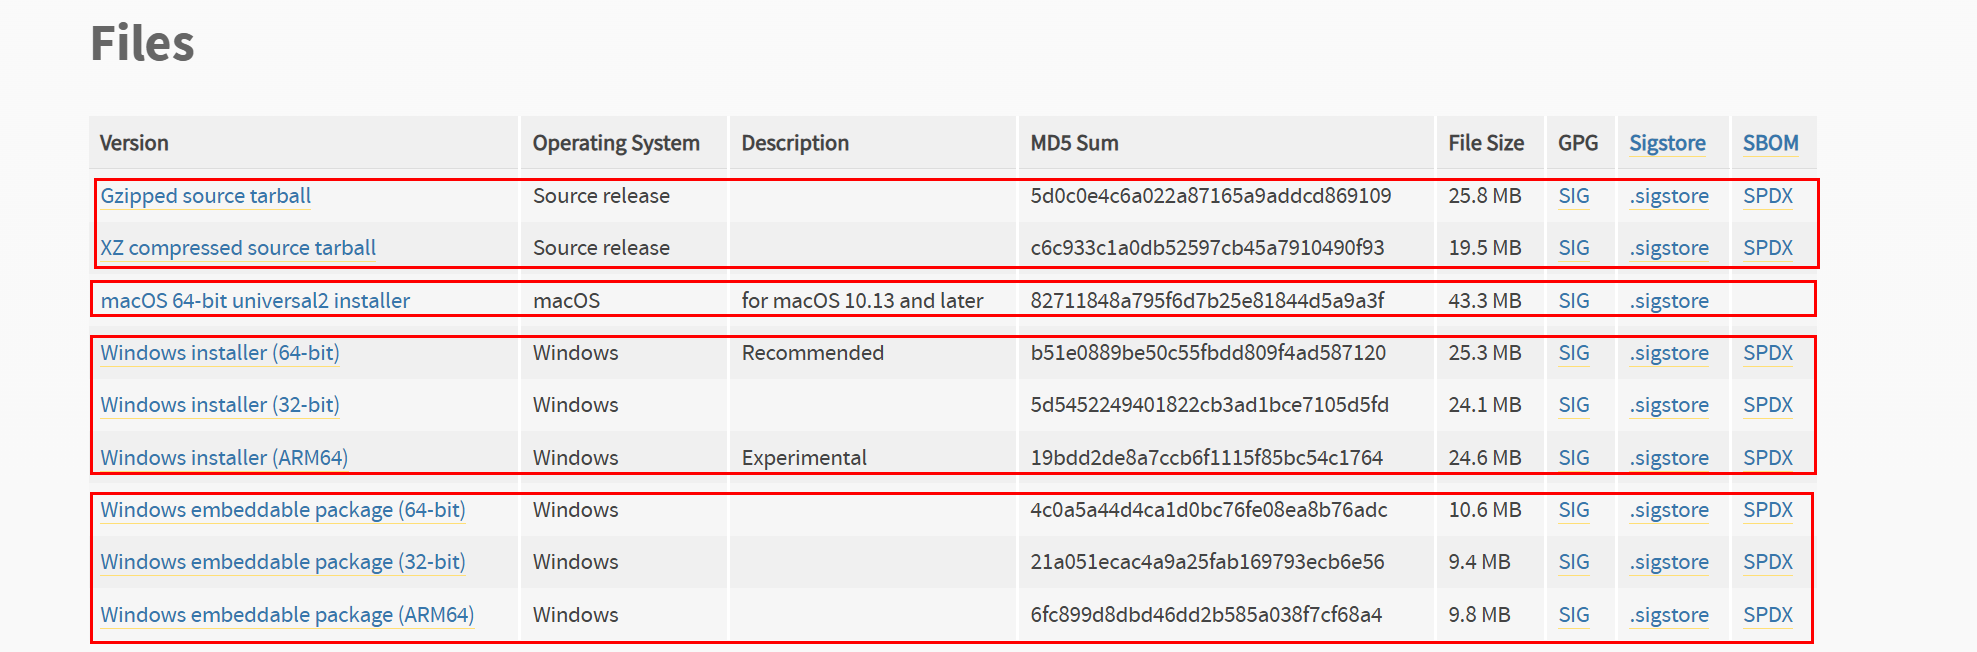 Files
Version Operating System Description MD5 Sum File Size GPG Sigstore SBOM
Gzipped source tarball Source release 5d0c0e4c6a022a87165a9addcd869109 25.8 MB SIG .sigstore SPDX
XZ compressed source tarball Source release c6c933c1a0db52597cb45a7910490f93 19.5 MB SIG .sigstore SPDX
macOS 64-bit universal2 installer macOS for macOS 10.13 and later 82711848a795f6d7b25e81844d5a9a3f 43.3 MB SIG .sigstore
Windows installer (64-bit) Windows Recommended b51e0889be50c55fbdd809f4ad587120 25.3 MB SIG .sigstore SPDX
Windows installer (32-bit) Windows 5d5452249401822cb3ad1bce7105d5fd 24.1 MB SIG .sigstore SPDX
Windows installer (ARM64) Windows Experimental 19bdd2de8a7ccb6f1115f85bc54c1764 24.6 MB SIG .sigstore SPDX
Windows embeddable package (64-bit) Windows 4c0a5a44d4ca1d0bc76fe08ea8b76adc 10.6 MB SIG .sigstore SPDX
Windows embeddable package (32-bit) Windows 21a051ecac4a9a25fab169793ecb6e56 9.4 MB SIG .sigstore SPDX
Windows embeddable package (ARM64) Windows 6fc899d8dbd46dd2b585a038f7cf68a4 9.8 MB SIG .sigstore SPDX